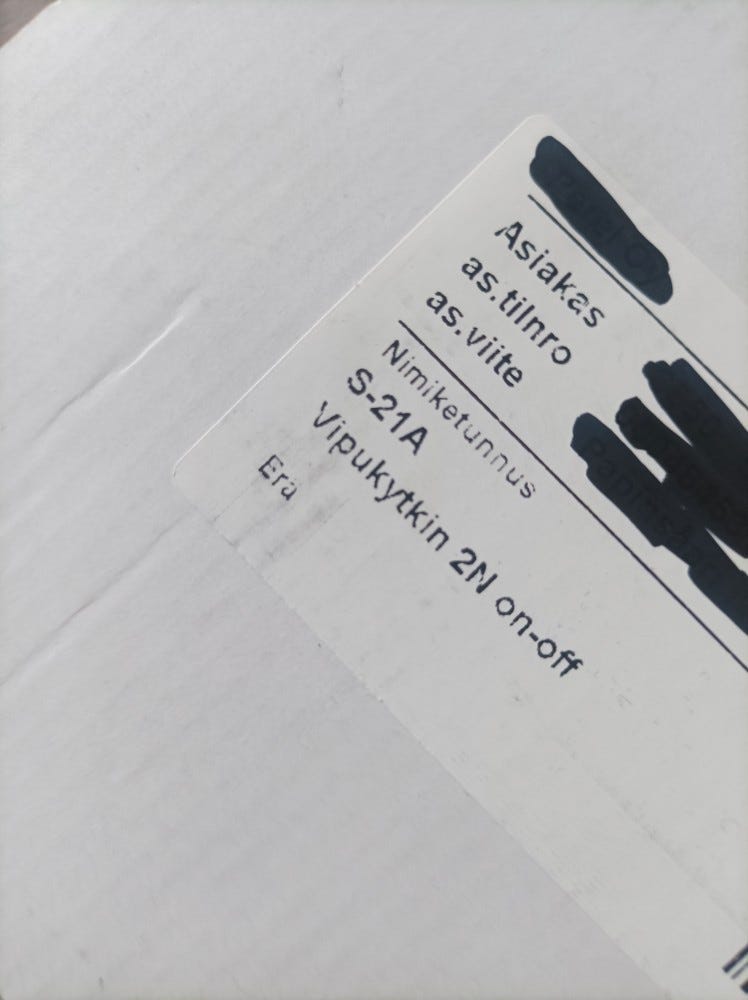 Asiakas
as.tilnro
as.viite
Nimiketunnus
S-21A
Vipukytkin 2N on-off
Erä